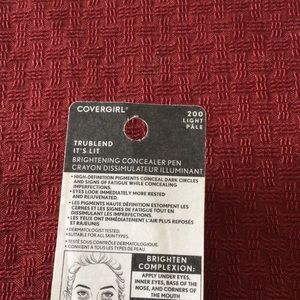 COVERGIRL
200
LIGHT
PÂLE
TRUBLEND
IT'S LIT
BRIGHTENING CONCEALER PEN
CRAYON DISSIMULATEUR ILLUMINANT
• HIGH-DEFINITION PIGMENTS CONCEAL DARK CIRCLES
AND SIGNS OF FATIGUE WHILE CONCEALING
IMPERFECTIONS.
• EYES LOOK IMMEDIATELY MORE RESTED
AND REJUVENATED.
• LES PIGMENTS HAUTE DÉFINITION ESTOMPENT LES
CERNES ET LES SIGNES DE FATIGUE TOUT EN
DISSIMULANT LES IMPERFECTIONS.
• LES YEUX ONT IMMÉDIATEMENT L'AIR PLUS REPOSÉS
ET RAJEUNIS
• DERMATOLOGIST TESTED.
• SUITABLE FOR ALL SKIN TYPES.
• TESTÉ SOUS CONTRÔLE DERMATOLOGIQUE.
• CONVIENT À TOUS LES TYPES DE PEAU.
BRIGHTEN
COMPLEXION:
APPLY UNDER EYES,
INNER EYES, BASE OF
THE NOSE, AND CORNERS OF
THE MOUTH